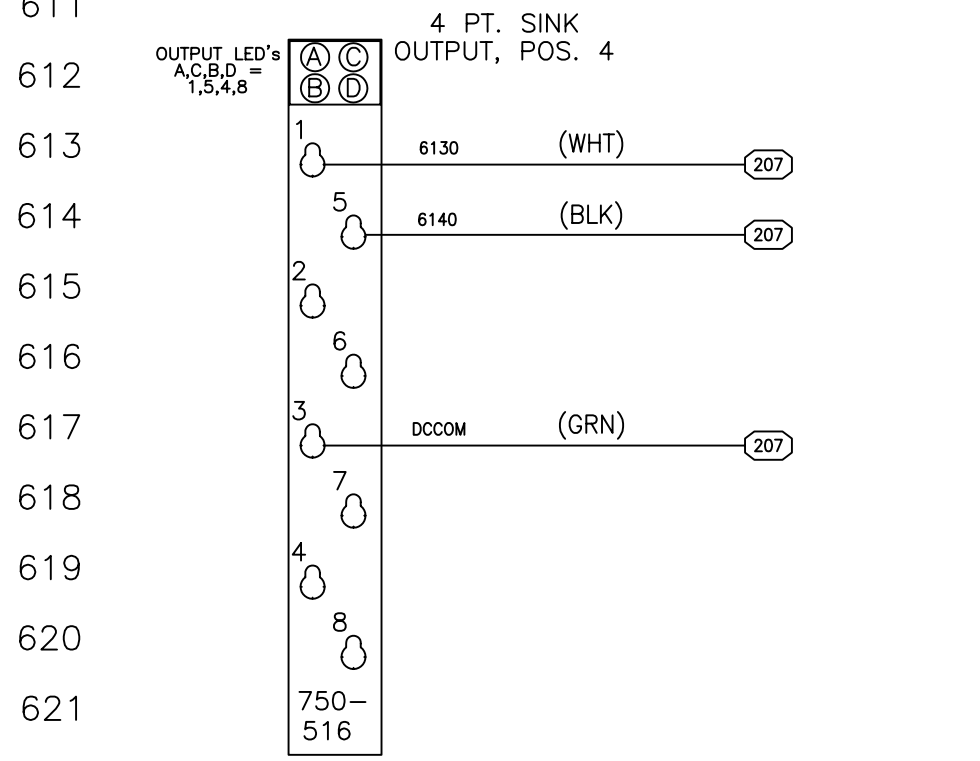 611
4 PT. SINK
OUTPUT, POS. 4
OUTPUT LED's
A,C,B,D =
1,5,4,8
A C
B D
612
613
1
6130 (WHT) 207
614
5
6140 (BLK) 207
615
2
616
6
617
3
DCCOM (GRN) 207
618
7
619
4
620
8
621
750-
516